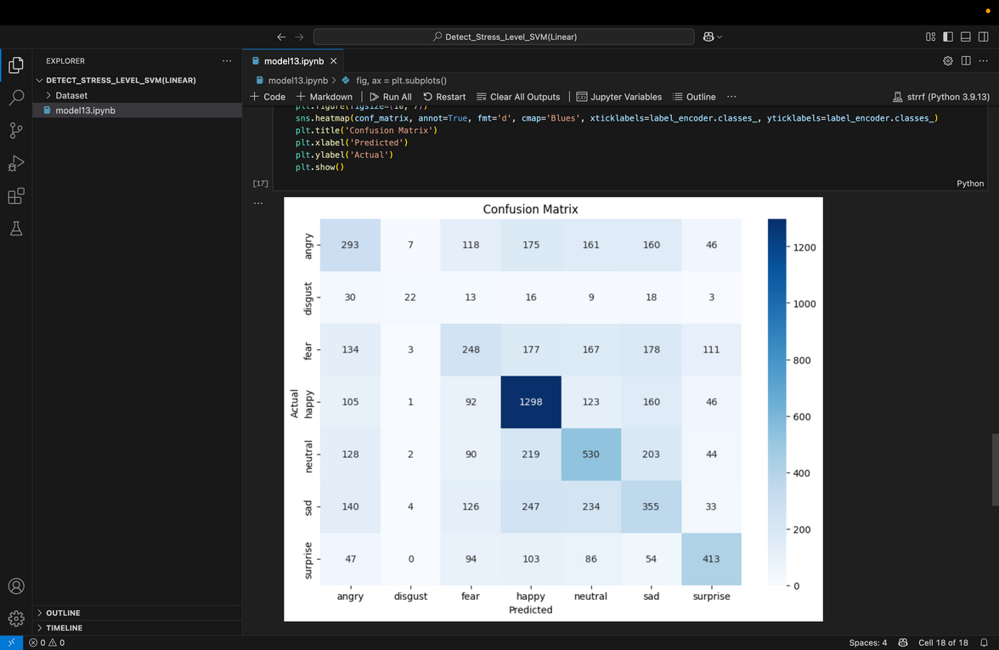 Detect_Stress_Level_SVM(Linear)
EXPLORER
DETECT_STRESS_LEVEL_SVM(LINEAR)
Dataset
model13.ipynb
OUTLINE
TIMELINE
model13.ipynb
model13.ipynb > fig, ax = plt.subplots()
Code Markdown Run All Restart Clear All Outputs Jupyter Variables Outline ... strrf (Python 3.9.13)
plt.figure(figsize=(10, 7))
sns.heatmap(conf_matrix, annot=True, fmt='d', cmap='Blues', xticklabels=label_encoder.classes_, yticklabels=label_encoder.classes_)
plt.title('Confusion Matrix')
plt.xlabel('Predicted')
plt.ylabel('Actual')
plt.show()
[17]
Python
Confusion Matrix
Actual
angry 293 7 118 175 161 160 46
disgust 30 22 13 16 9 18 3
fear 134 3 248 177 167 178 111
happy 105 1 92 1298 123 160 46
neutral 128 2 90 219 530 203 44
sad 140 4 126 247 234 355 33
surprise 47 0 94 103 86 54 413
angry disgust fear happy neutral sad surprise
Predicted
1200
1000
800
600
400
200
0
0 0
Spaces: 4 Cell 18 of 18